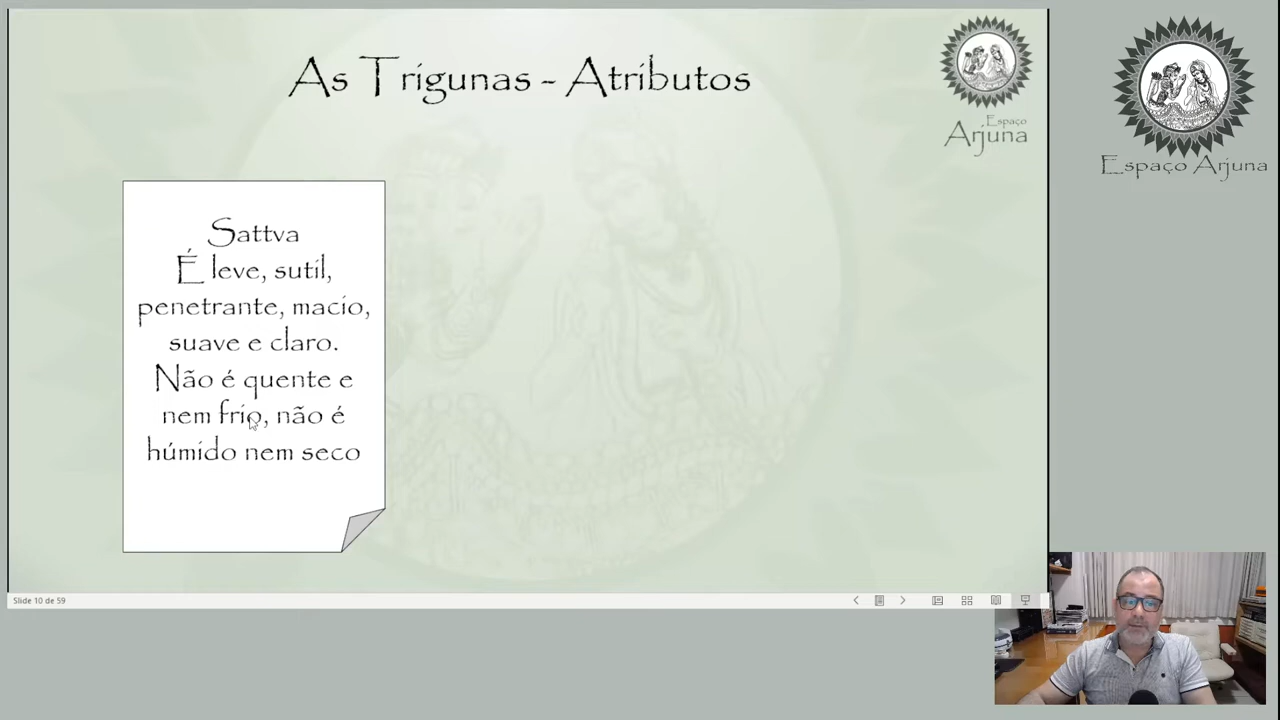 As Trigunas - Atributos
Espaço
Arjuna
Espaço Arjuna
Sattva
É leve, sutil,
penetrante, macio,
suave e claro.
Não é quente e
nem frio, não é
húmido nem seco
Slide 10 de 59